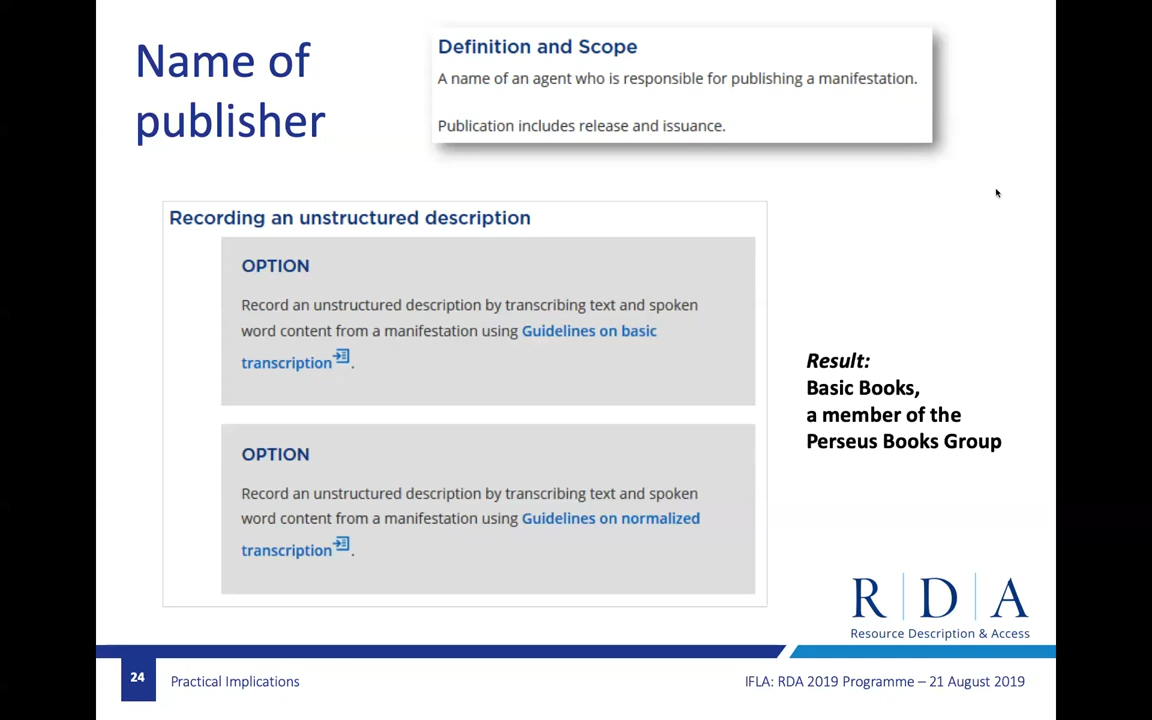 Name of
publisher
Definition and Scope
A name of an agent who is responsible for publishing a manifestation.
Publication includes release and issuance.
Recording an unstructured description
OPTION
Record an unstructured description by transcribing text and spoken
word content from a manifestation using Guidelines on basic
transcription.
OPTION
Record an unstructured description by transcribing text and spoken
word content from a manifestation using Guidelines on normalized
transcription.
Result:
Basic Books,
a member of the
Perseus Books Group
R D A
Resource Description & Access
24
Practical Implications
IFLA: RDA 2019 Programme – 21 August 2019